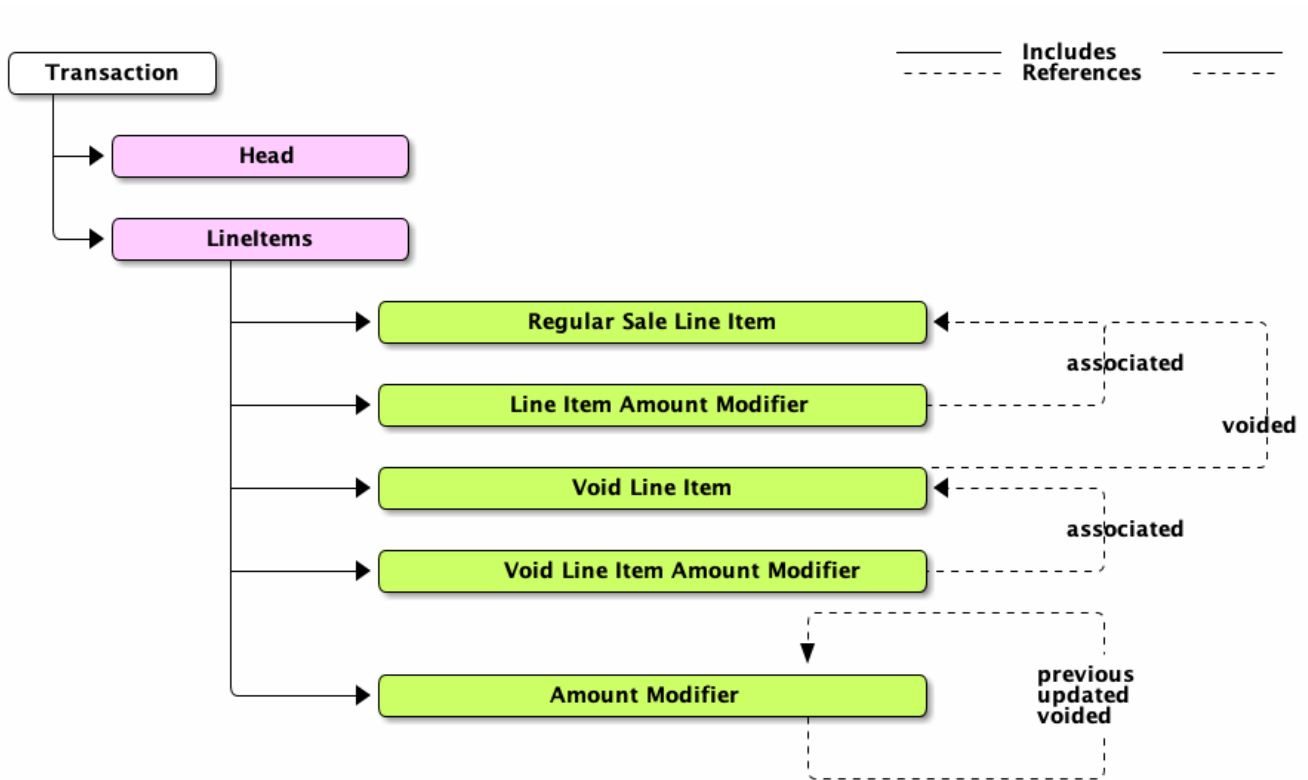 Includes
References
Transaction
Head
LineItems
Regular Sale Line Item
associated
Line Item Amount Modifier
voided
Void Line Item
associated
Void Line Item Amount Modifier
previous
updated
voided
Amount Modifier